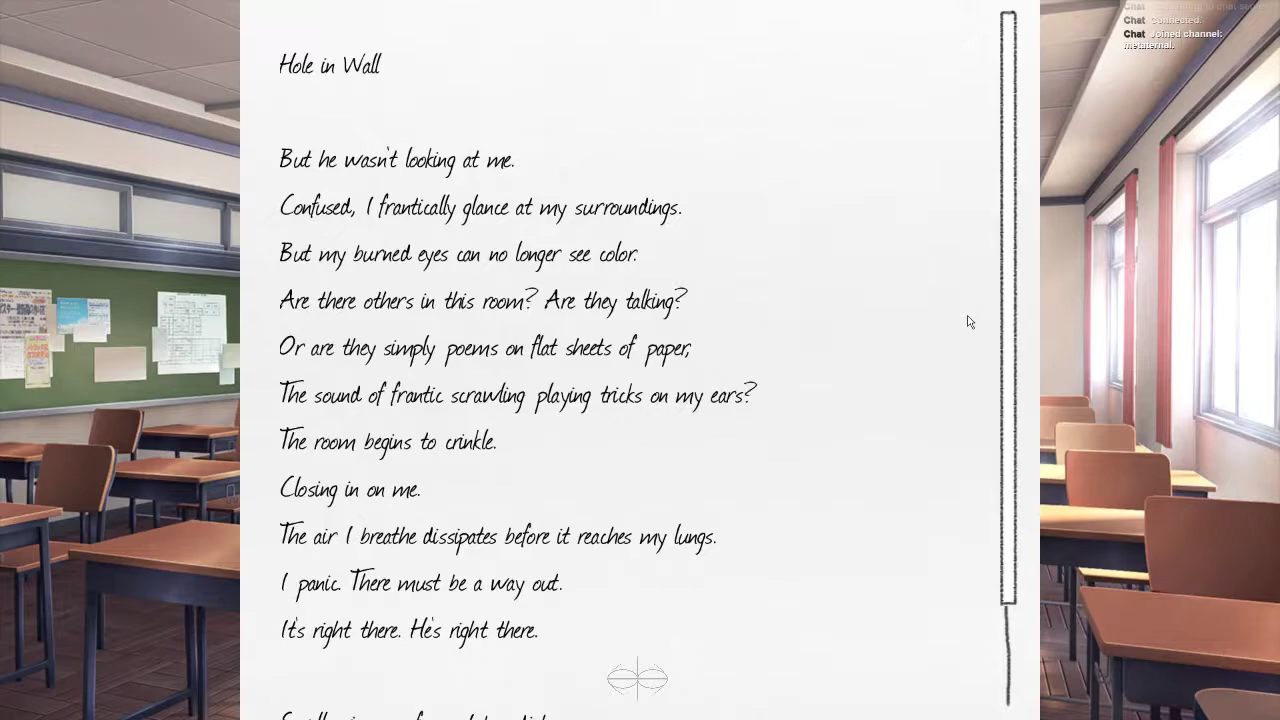 Chat Connected.
Chat Joined channel:
metaternal.
Hole in Wall
But he wasn't looking at me.
Confused, I frantically glance at my surroundings.
But my burned eyes can no longer see color.
Are there others in this room? Are they talking?
Or are they simply poems on flat sheets of paper,
The sound of frantic scrawling playing tricks on my ears?
The room begins to crinkle.
Closing in on me.
The air I breathe dissipates before it reaches my lungs.
I panic. There must be a way out.
It's right there. He's right there.